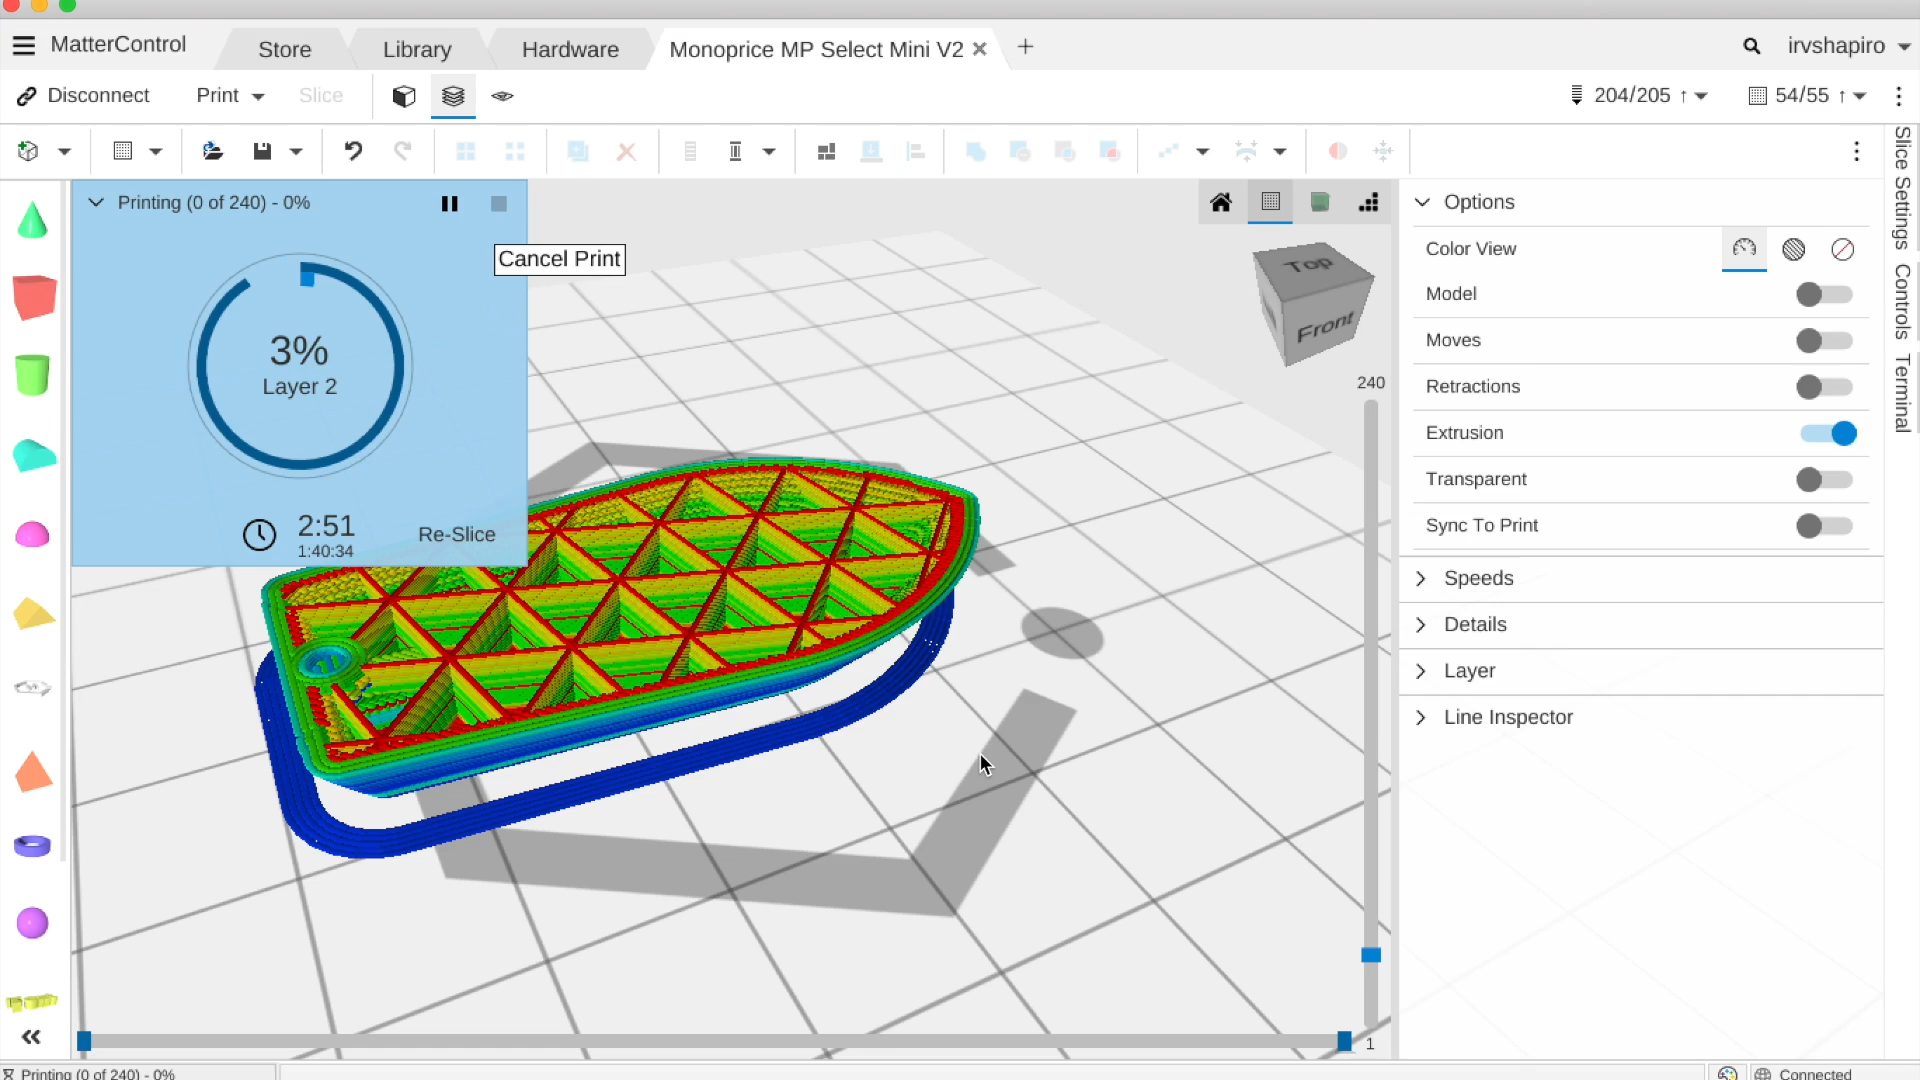 MatterControl
Store
Library
Hardware
Monoprice MP Select Mini V2
irvshapiro
Disconnect
Print
Slice
204/205 ↑
54/55 ↑
Printing (0 of 240) - 0%
Cancel Print
3%
Layer 2
2:51
1:40:34
Re-Slice
Top
Front
240
1
Options
Color View
Model
Moves
Retractions
Extrusion
Transparent
Sync To Print
Speeds
Details
Layer
Line Inspector
Slice Settings
Controls
Terminal
Printing (0 of 240) - 0%
Connected